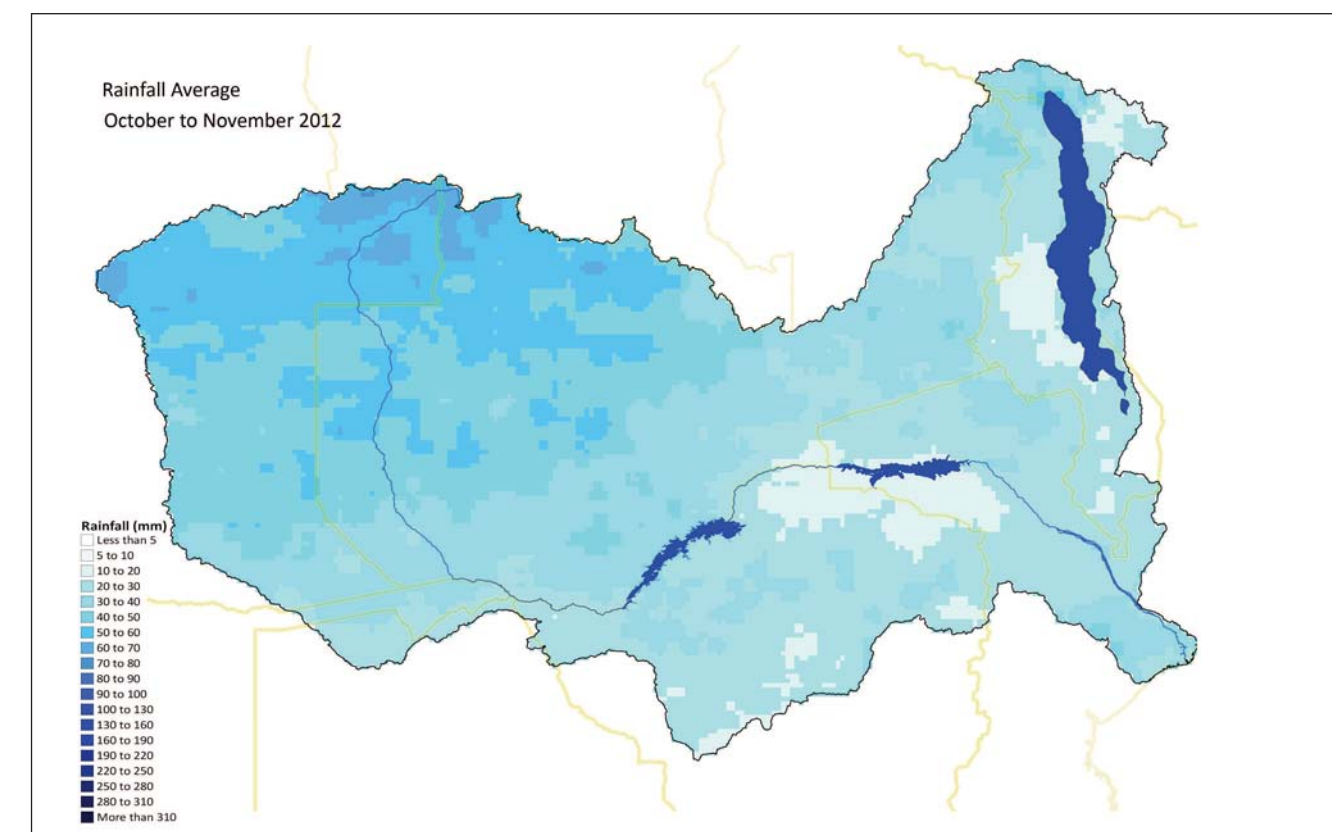 Rainfall Average
October to November 2012
Rainfall (mm)
Less than 5
5 to 10
10 to 20
20 to 30
30 to 40
40 to 50
50 to 60
60 to 70
70 to 80
80 to 90
90 to 100
100 to 130
130 to 160
160 to 190
190 to 220
220 to 250
250 to 280
280 to 310
More than 310